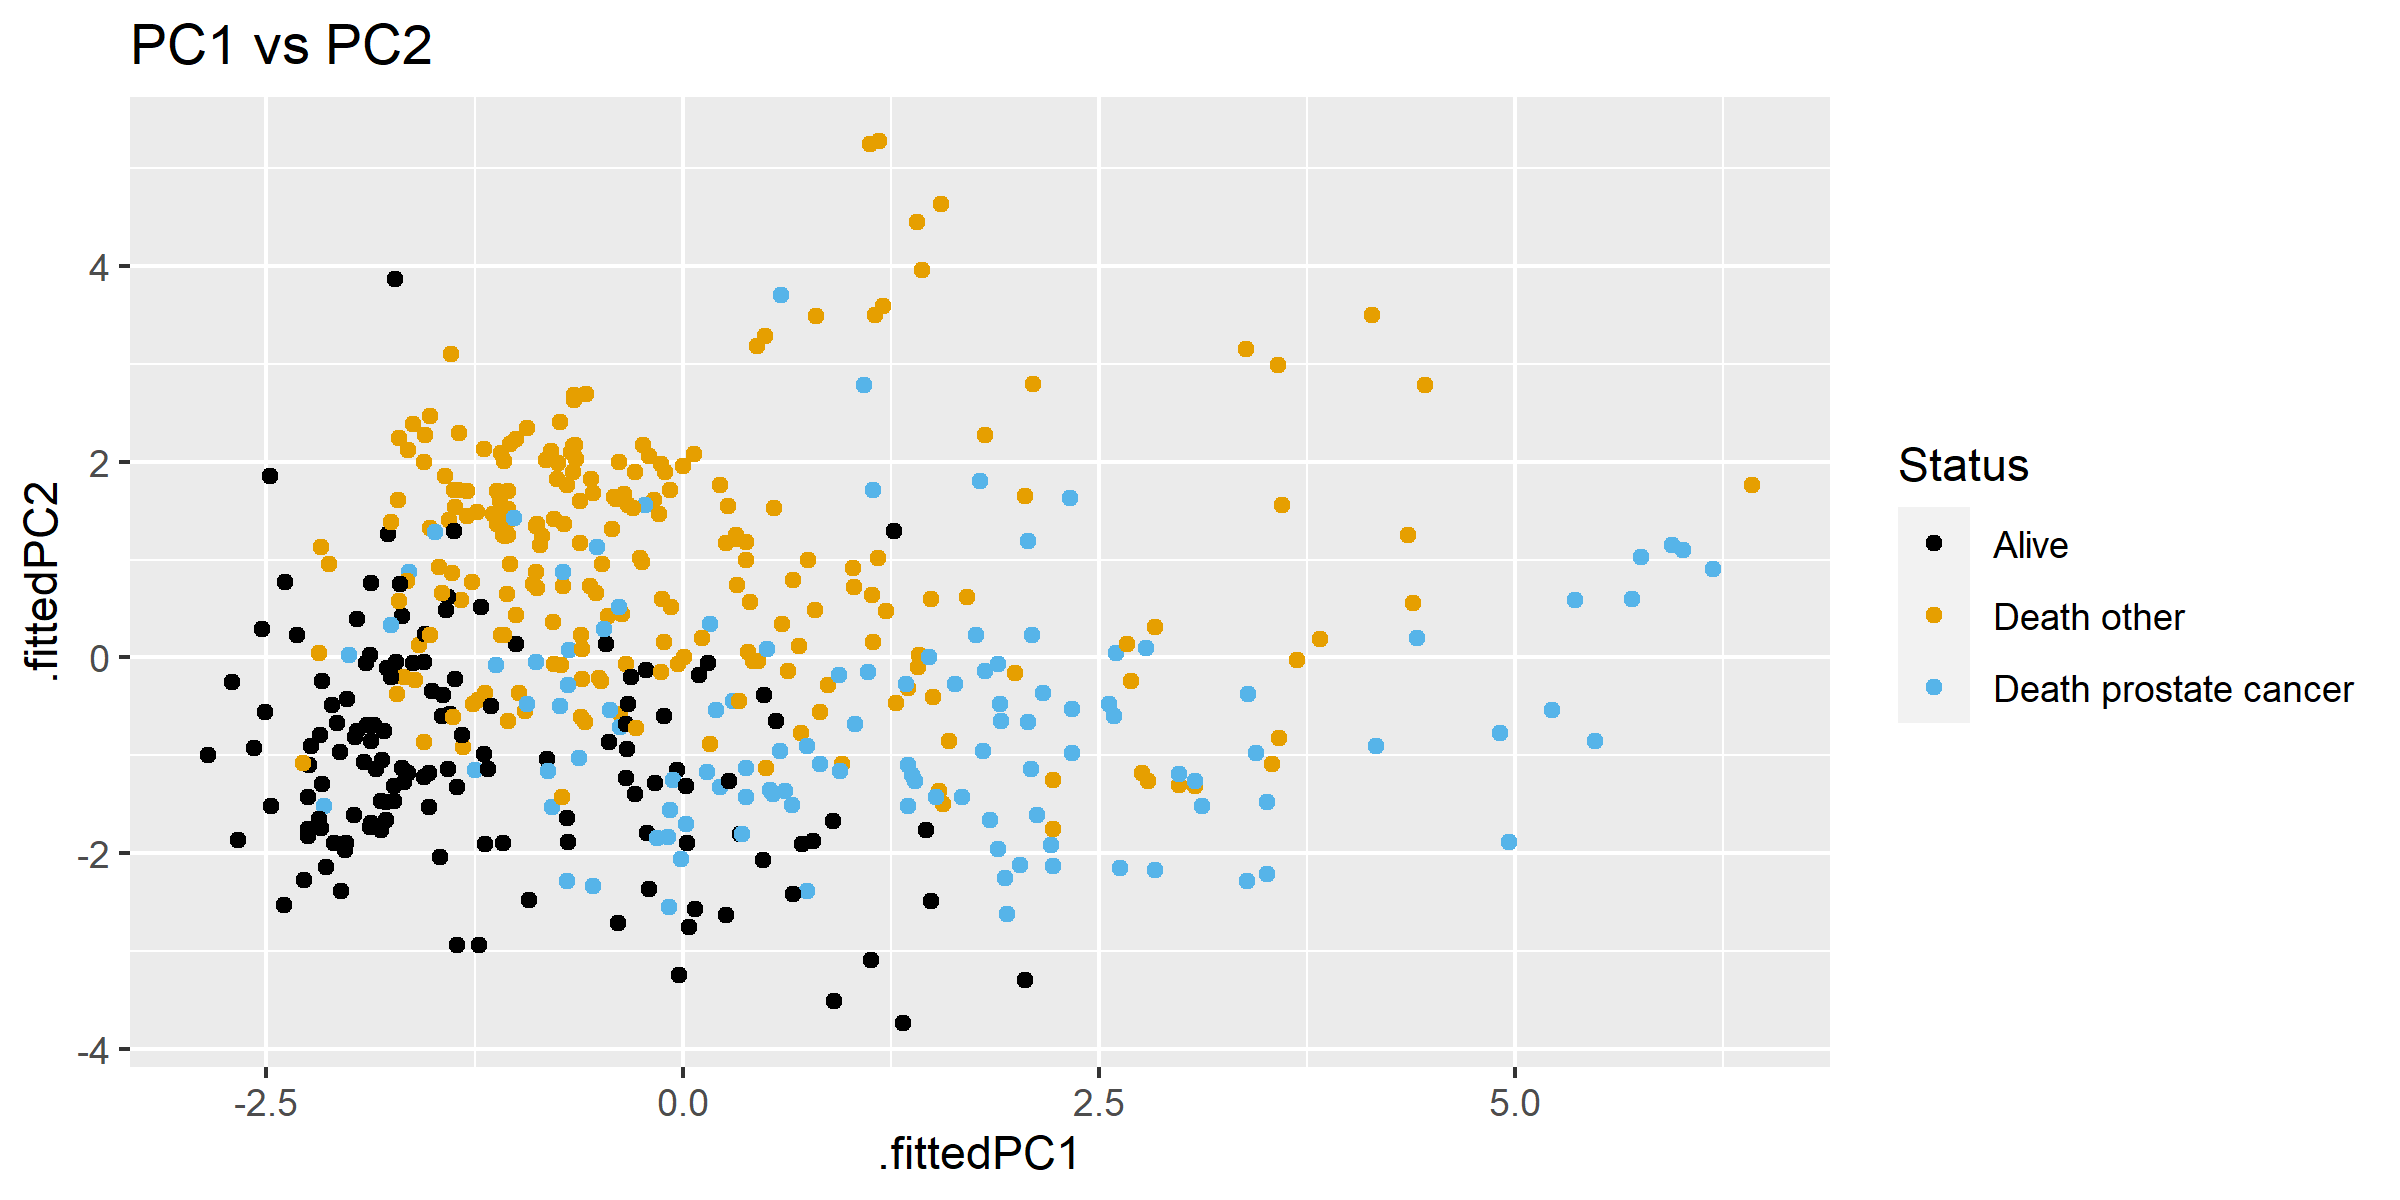 PC1 vs PC2
.fittedPC2
4
2
0
-2
-4
-2.5
0.0
2.5
5.0
.fittedPC1
Status
Alive
Death other
Death prostate cancer